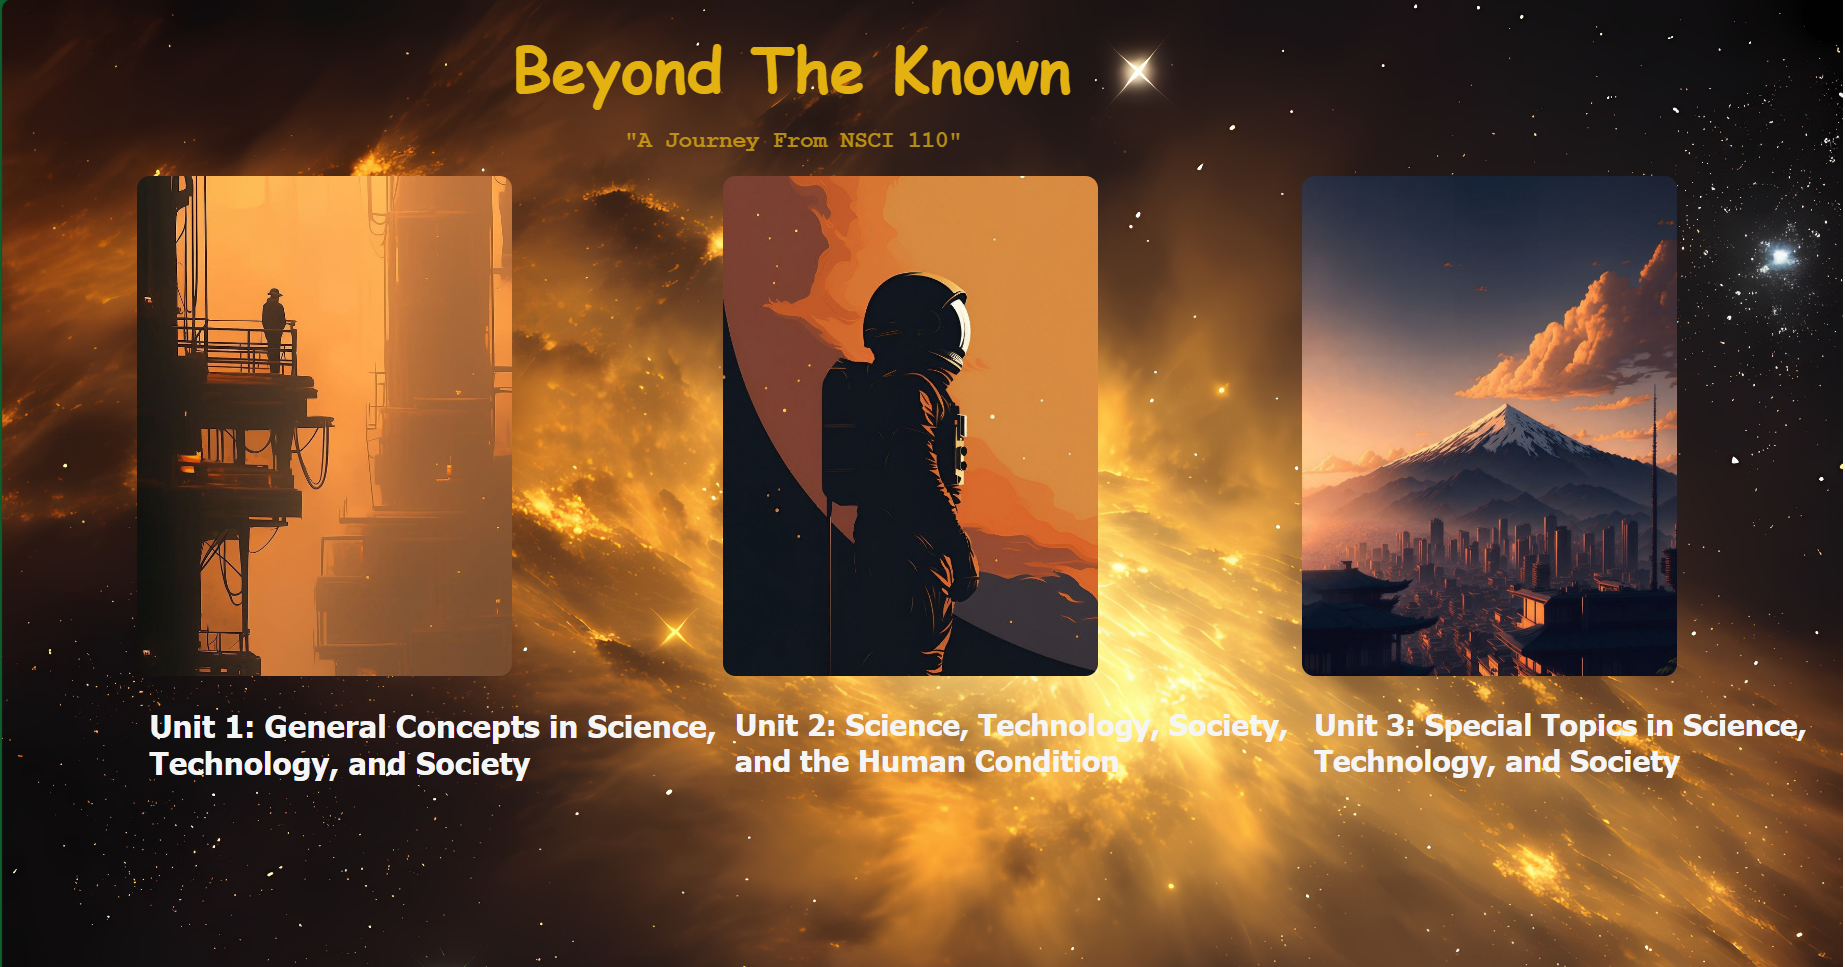 Beyond The Known
"A Journey From NSCI 110"
Unit 1: General Concepts in Science,
Technology, and Society
Unit 2: Science, Technology, Society,
and the Human Condition
Unit 3: Special Topics in Science,
Technology, and Society